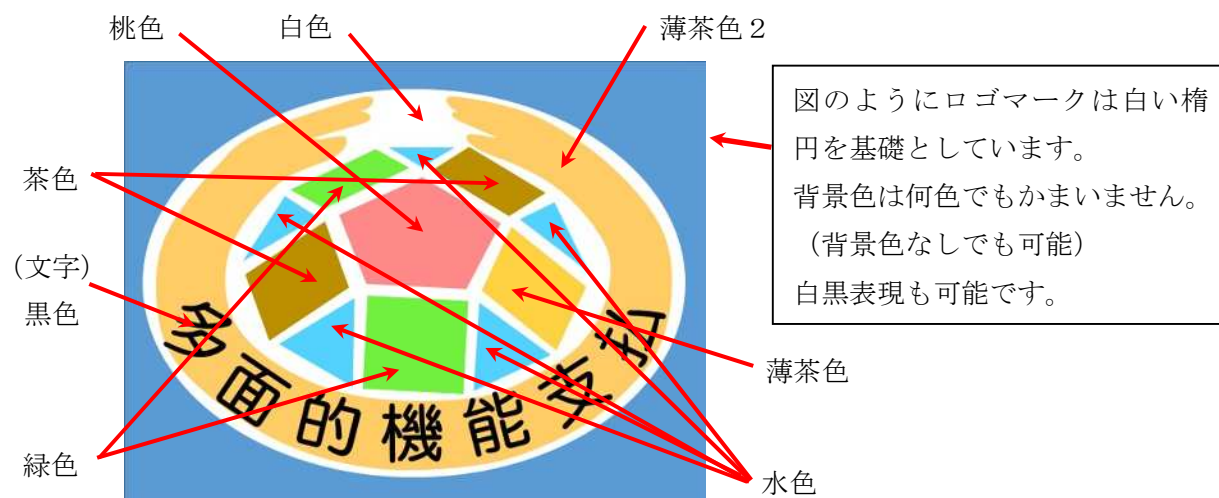 桃色
白色
薄茶色２
図のようにロゴマークは白い楕
円を基礎としています。
背景色は何色でもかまいません。
（背景色なしでも可能）
白黒表現も可能です。
茶色
（文字）
黒色
多面的機能支払
薄茶色
緑色
水色